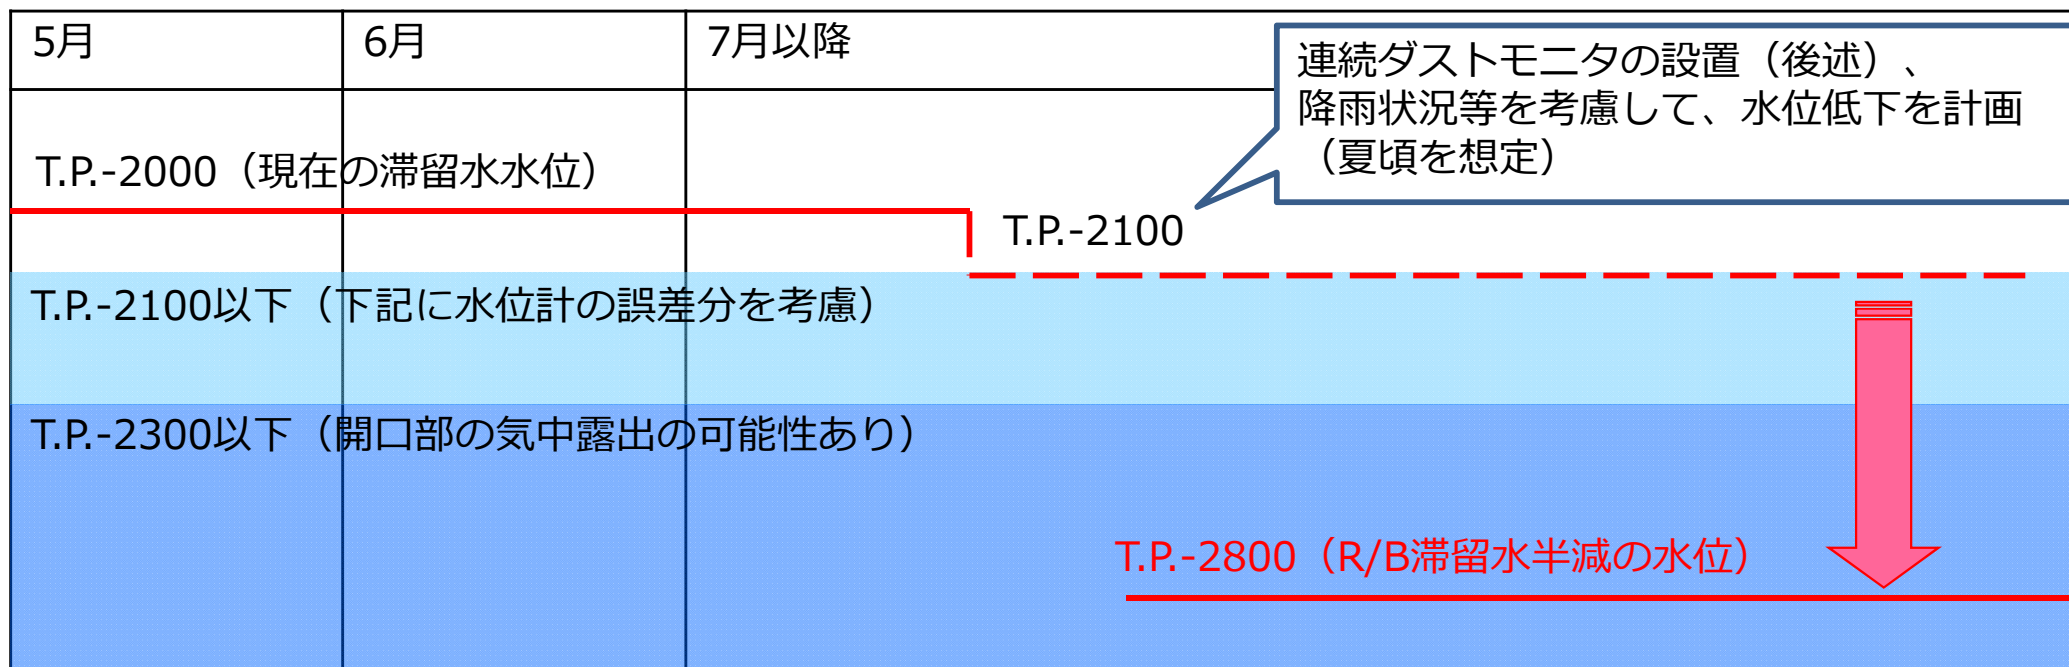 5月
6月
7月以降
連続ダストモニタの設置（後述）、
降雨状況等を考慮して、水位低下を計画
（夏頃を想定）
T.P.-2000（現在の滞留水水位）
T.P.-2100
T.P.-2100以下（下記に水位計の誤差分を考慮）
T.P.-2300以下（開口部の気中露出の可能性あり）
T.P.-2800（R/B滞留水半減の水位）